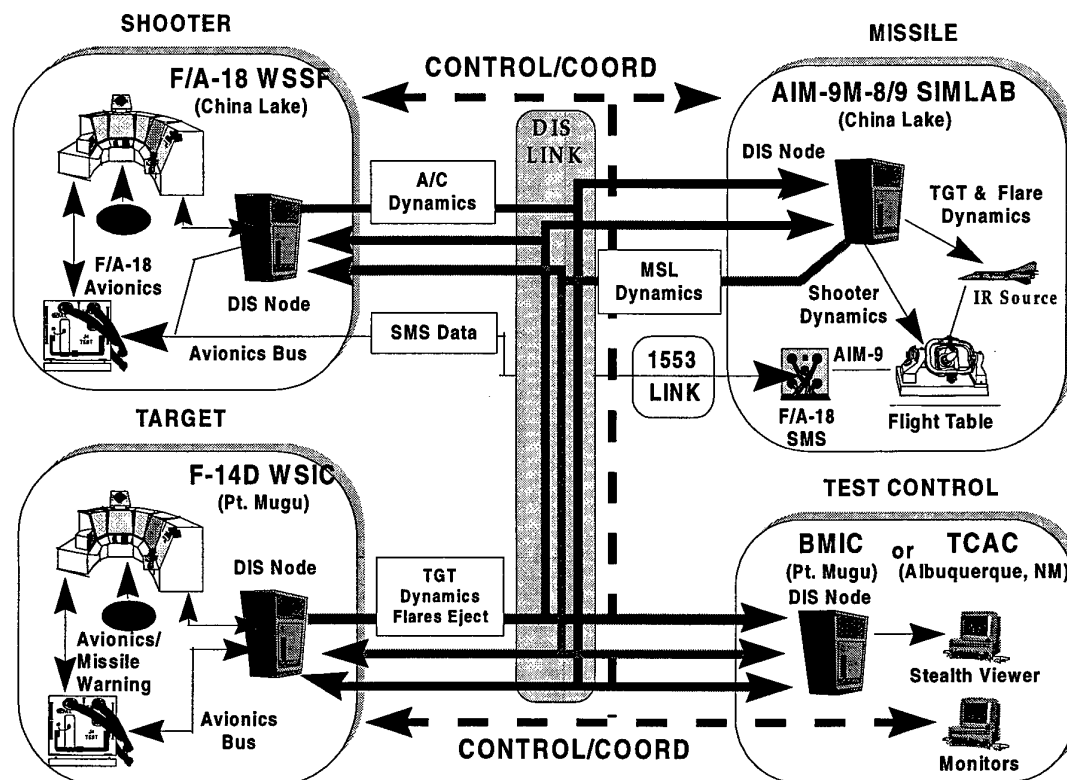 SHOOTER
F/A-18 WSSF
(China Lake)
F/A-18
Avionics
DIS Node
Avionics Bus
A/C
Dynamics
SMS Data
CONTROL/COORD
DIS
LINK
MSL
Dynamics
1553
LINK
MISSILE
AIM-9M-8/9 SIMLAB
(China Lake)
DIS Node
TGT & Flare
Dynamics
IR Source
Shooter
Dynamics
AIM-9
F/A-18
SMS
Flight Table
TARGET
F-14D WSIC
(Pt. Mugu)
DIS Node
Avionics/
Missile
Warning
Avionics
Bus
TGT
Dynamics
Flares Eject
CONTROL/COORD
TEST CONTROL
BMIC or TCAC
(Pt. Mugu) (Albuquerque, NM)
DIS Node
Stealth Viewer
Monitors